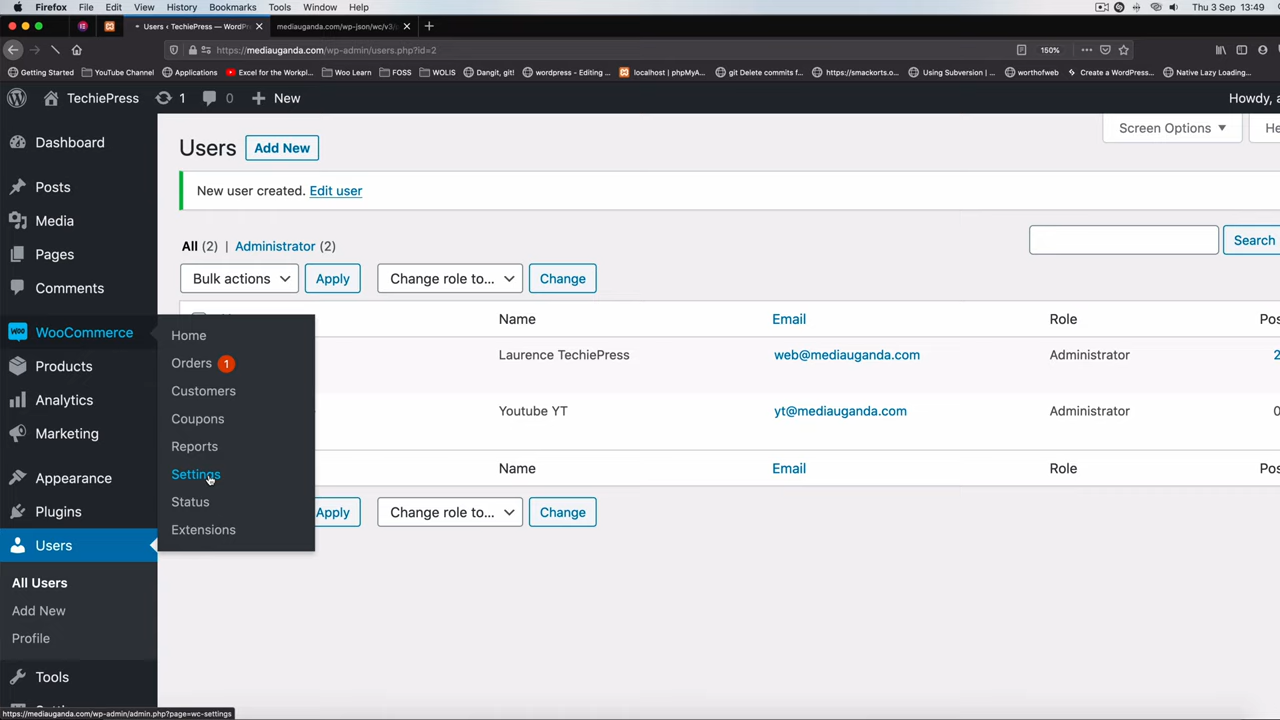 Firefox File Edit View History Bookmarks Tools Window Help Thu 3 Sep 13:49
Users ‹ TechiePress — WordPr mediauganda.com/wp-json/wc/v3/
https://mediauganda.com/wp-admin/users.php?id=2 150%
Getting Started YouTube Channel Applications Excel for the Workpl... Woo Learn FOSS WOLIS Dangit, git! wordpress - Editing ... localhost | phpMyA... git Delete commits f... https://smackorts.o... Using Subversion |... worthofweb Create a WordPress... Native Lazy Loading...
TechiePress 1 0 New Howdy, a
Dashboard
Posts
Media
Pages
Comments
WooCommerce
Products
Analytics
Marketing
Appearance
Plugins
Users
All Users
Add New
Profile
Tools
Home
Orders 1
Customers
Coupons
Reports
Settings
Status
Extensions
Screen Options He
Users Add New
New user created. Edit user
All (2) | Administrator (2)
Search
Bulk actions Apply Change role to... Change
Name Email Role Pos
Laurence TechiePress web@mediauganda.com Administrator 2
Youtube YT yt@mediauganda.com Administrator 0
Name Email Role Pos
Apply Change role to... Change
https://mediauganda.com/wp-admin/admin.php?page=wc-settings